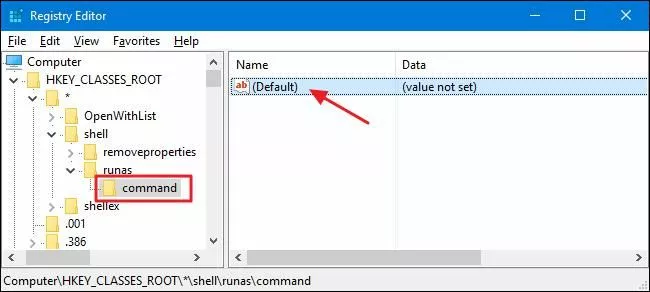 Registry Editor
File Edit View Favorites Help
Computer
HKEY_CLASSES_ROOT
*
OpenWithList
shell
removeproperties
runas
command
shellex
.001
.386
Name Data
ab (Default) (value not set)
Computer\HKEY_CLASSES_ROOT\*\shell\runas\command